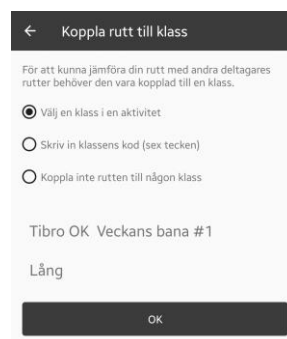 Koppla rutt till klass
För att kunna jämföra din rutt med andra deltagares
rutter behöver den vara kopplad till en klass.
Välj en klass i en aktivitet
Skriv in klassens kod (sex tecken)
Koppla inte rutten till någon klass
Tibro OK Veckans bana #1
Lång
OK